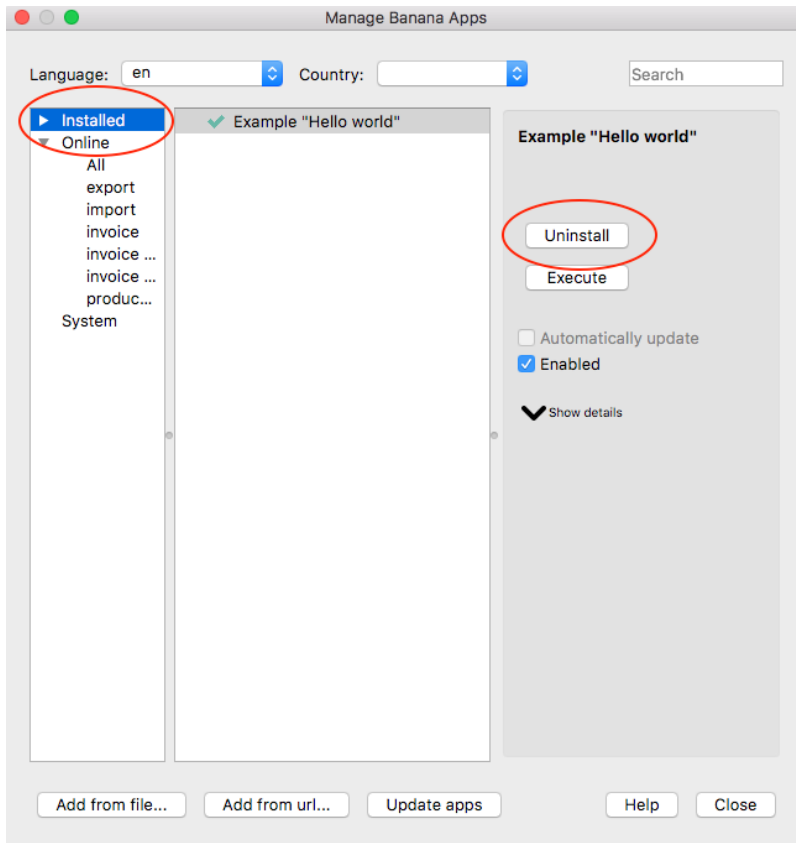 Manage Banana Apps
Language: en Country: Search
Installed
Online
All
export
import
invoice
invoice ...
invoice ...
produc...
System
Example "Hello world"
Example "Hello world"
Uninstall
Execute
Automatically update
Enabled
Show details
Add from file... Add from url... Update apps Help Close